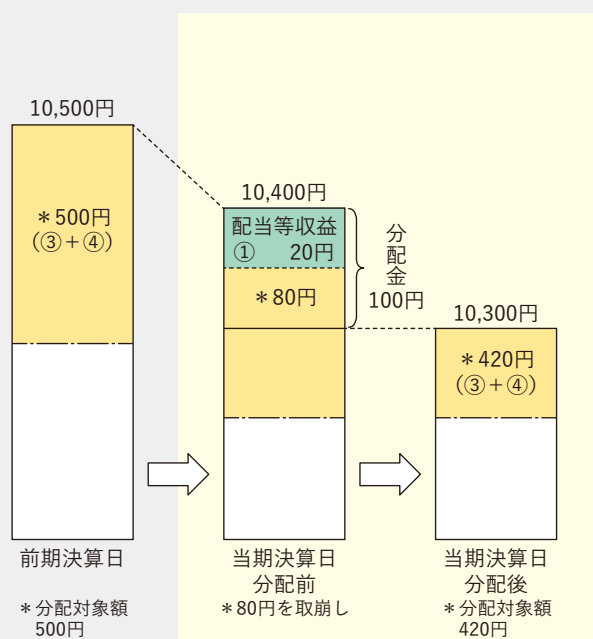 10,500円
＊500円
（③＋④）
前期決算日
＊分配対象額
500円
10,400円
配当等収益
① 20円
＊80円
分配金
100円
当期決算日
分配前
＊80円を取崩し
10,300円
＊420円
（③＋④）
当期決算日
分配後
＊分配対象額
420円